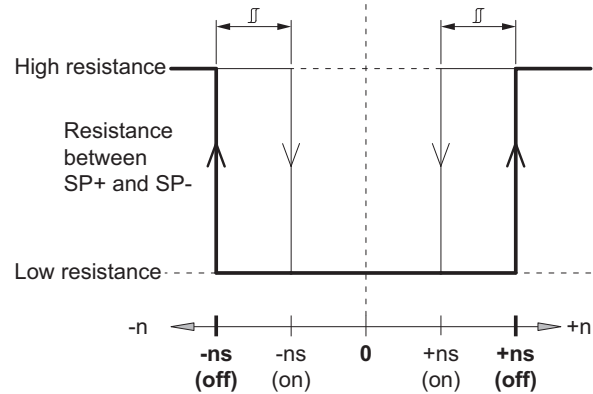 High resistance
Resistance
between
SP+ and SP-
Low resistance
-n
+n
-ns
(off)
-ns
(on)
0
+ns
(on)
+ns
(off)